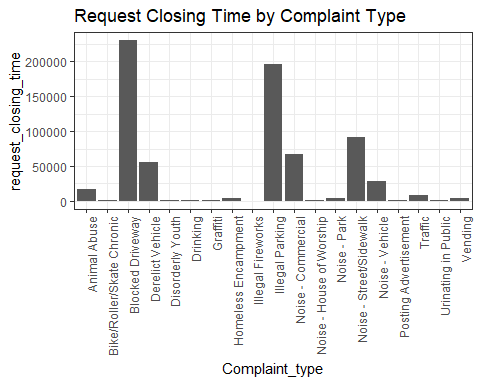 Request Closing Time by Complaint Type
request_closing_time
200000
150000
100000
50000
0
Animal Abuse
Bike/Roller/Skate Chronic
Blocked Driveway
Derelict Vehicle
Disorderly Youth
Drinking
Graffiti
Homeless Encampment
Illegal Fireworks
Illegal Parking
Noise - Commercial
Noise - House of Worship
Noise - Park
Noise - Street/Sidewalk
Noise - Vehicle
Posting Advertisement
Traffic
Urinating in Public
Vending
Complaint_type